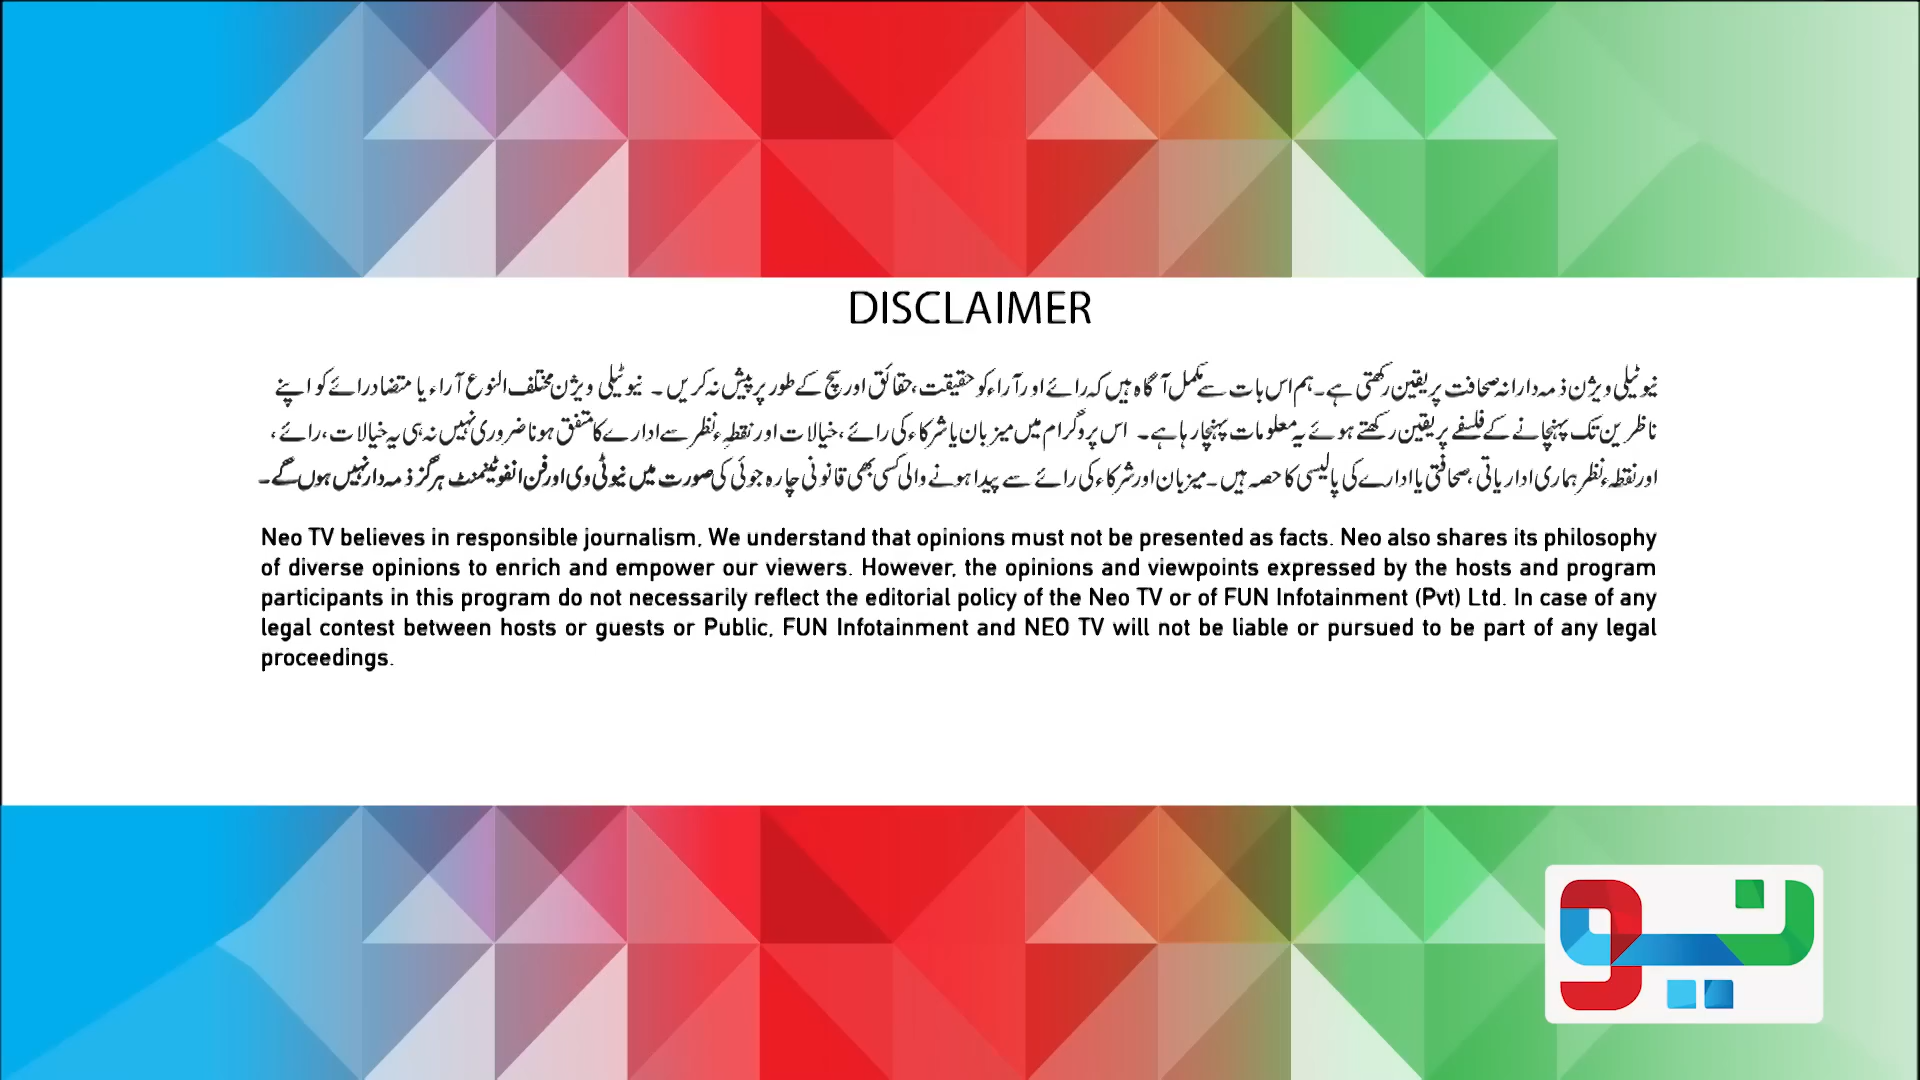 DISCLAIMER
نیو ٹیلی ویژن ذمہ دارانہ صحافت پر یقین رکھتی ہے۔ ہم اس بات سے مکمل آگاہ ہیں کہ رائے اور آراء کو حقیقت، حقائق اور سچ کے طور پر پیش نہ کریں ۔ نیو ٹیلی ویژن مختلف النوع آراء یا متضاد رائے کو اپنے
ناظرین تک پہنچانے کے فلسفے پر یقین رکھتے ہوئے یہ معلومات پہنچا رہا ہے۔ اس پروگرام میں میزبان یا شرکاء کی رائے، خیالات اور نقطہء نظر سے ادارے کا متفق ہونا ضروری نہیں نہ ہی یہ خیالات، رائے،
اور نقطہء نظر ہماری ادارتی، صحافتی یا ادارے کی پالیسی کا حصہ ہیں۔ میزبان اور شرکاء کی رائے سے پیدا ہونے والی کسی بھی قانونی چارہ جوئی کی صورت میں نیو ٹی وی اور فن انفوٹینمنٹ ہرگز ذمہ دار نہیں ہوں گے۔
Neo TV believes in responsible journalism, We understand that opinions must not be presented as facts. Neo also shares its philosophy
of diverse opinions to enrich and empower our viewers. However, the opinions and viewpoints expressed by the hosts and program
participants in this program do not necessarily reflect the editorial policy of the Neo TV or of FUN Infotainment (Pvt) Ltd. In case of any
legal contest between hosts or guests or Public, FUN Infotainment and NEO TV will not be liable or pursued to be part of any legal
proceedings.
نیو